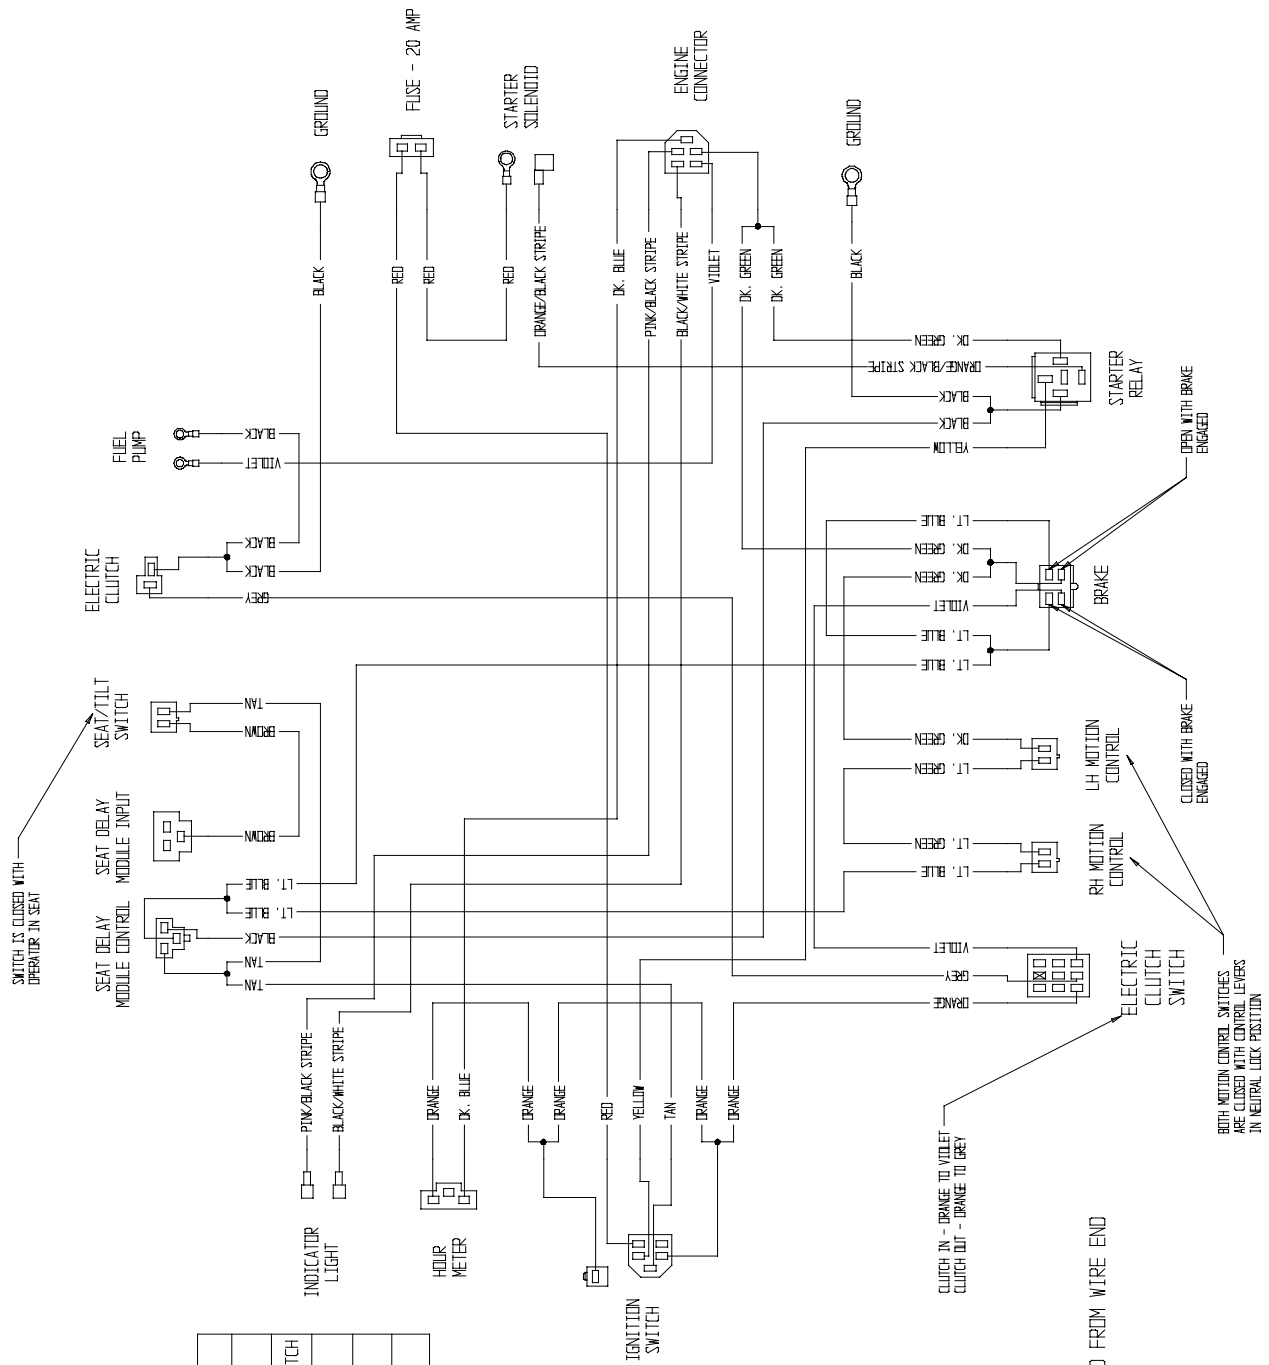 FUSE - 20 AMP
GROUND
STARTER
SOLENOID
ENGINE
CONNECTOR
GROUND
BLACK
RED
RED
RED
ORANGE/BLACK STRIPE
DK. BLUE
PINK/BLACK STRIPE
BLACK/WHITE STRIPE
VIOLET
DK. GREEN
DK. GREEN
BLACK
DK. GREEN
ORANGE/BLACK STRIPE
BLACK
BLACK
YELLOW
STARTER
RELAY
OPEN WITH BRAKE
ENGAGED
FUEL
PUMP
BLACK
VIOLET
ELECTRIC
CLUTCH
BLACK
BLACK
GREY
LT. BLUE
DK. GREEN
DK. GREEN
VIOLET
LT. BLUE
LT. BLUE
BRAKE
SEAT/TILT
SWITCH
TAN
BROWN
DK. GREEN
LT. GREEN
LH MOTION
CONTROL
CLOSED WITH BRAKE
ENGAGED
SEAT DELAY
MODULE INPUT
BROWN
LT. GREEN
LT. BLUE
RH MOTION
CONTROL
SWITCH IS CLOSED WITH
OPERATOR IN SEAT
SEAT DELAY
MODULE CONTROL
LT. BLUE
LT. BLUE
BLACK
TAN
TAN
VIOLET
GREY
ORANGE
ELECTRIC
CLUTCH
SWITCH
BOTH MOTION CONTROL SWITCHES
ARE CLOSED WITH CONTROL LEVERS
IN NEUTRAL LOCK POSITION
PINK/BLACK STRIPE
BLACK/WHITE STRIPE
ORANGE
DK. BLUE
ORANGE
ORANGE
RED
YELLOW
TAN
ORANGE
ORANGE
INDICATOR
LIGHT
HOUR
METER
IGNITION
SWITCH
CLUTCH IN - ORANGE TO VIOLET
CLUTCH OUT - ORANGE TO GREY
FROM WIRE END